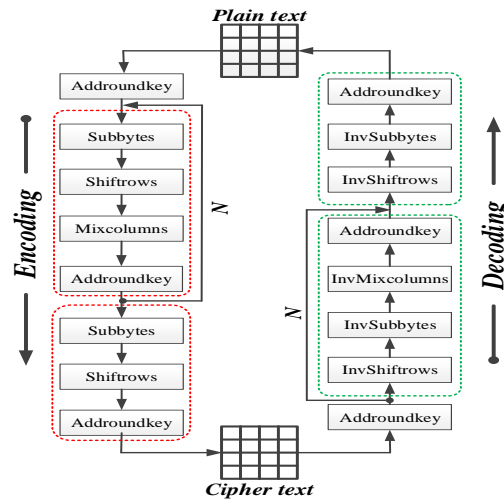 Plain text
Addroundkey
Subbytes
Shiftrows
Mixcolumns
Addroundkey
Subbytes
Shiftrows
Addroundkey
N
Encoding
Addroundkey
InvSubbytes
InvShiftrows
Addroundkey
InvMixcolumns
InvSubbytes
InvShiftrows
Addroundkey
N
Decoding
Cipher text